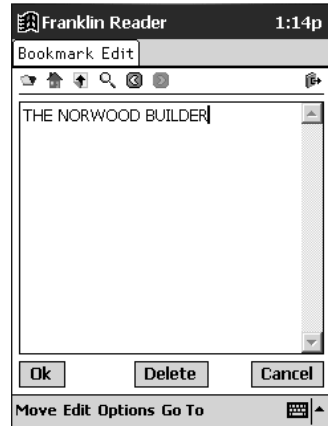 Franklin Reader 1:14p
Bookmark Edit
THE NORWOOD BUILDER
Ok Delete Cancel
Move Edit Options Go To